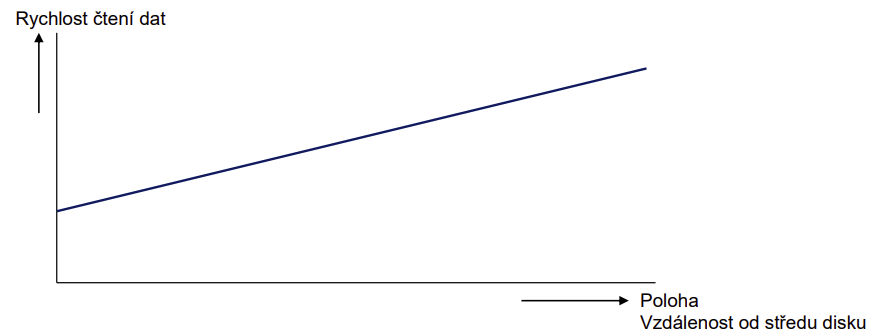 Rychlost čtení dat
Poloha
Vzdálenost od středu disku